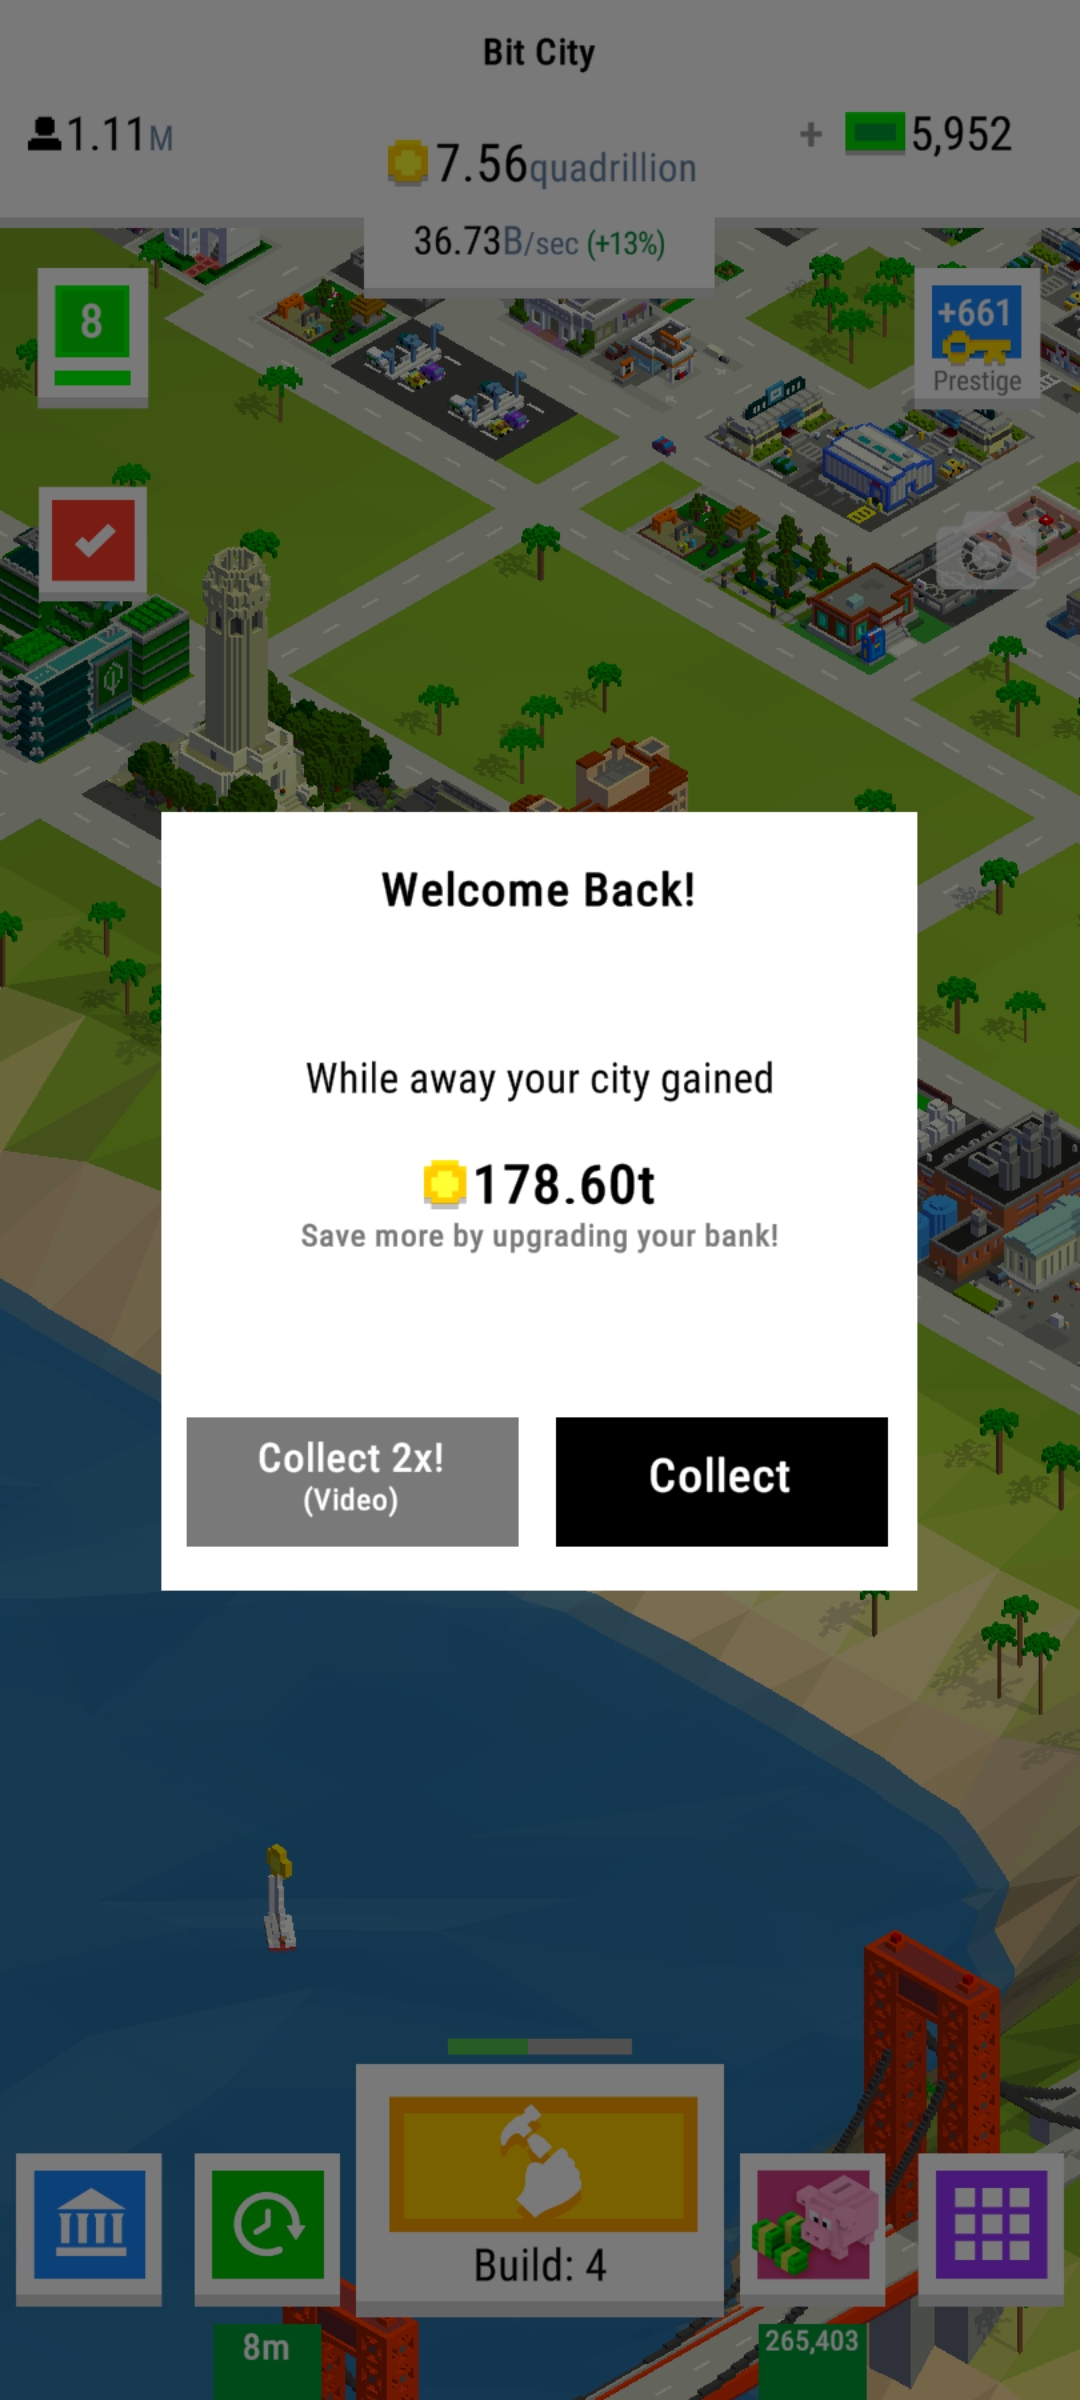 Bit City
1.11M
7.56quadrillion
+ 5,952
36.73B/sec (+13%)
8
+661
Prestige
Welcome Back!
While away your city gained
178.60t
Save more by upgrading your bank!
Collect 2x!
(Video)
Collect
Build: 4
8m
265,403